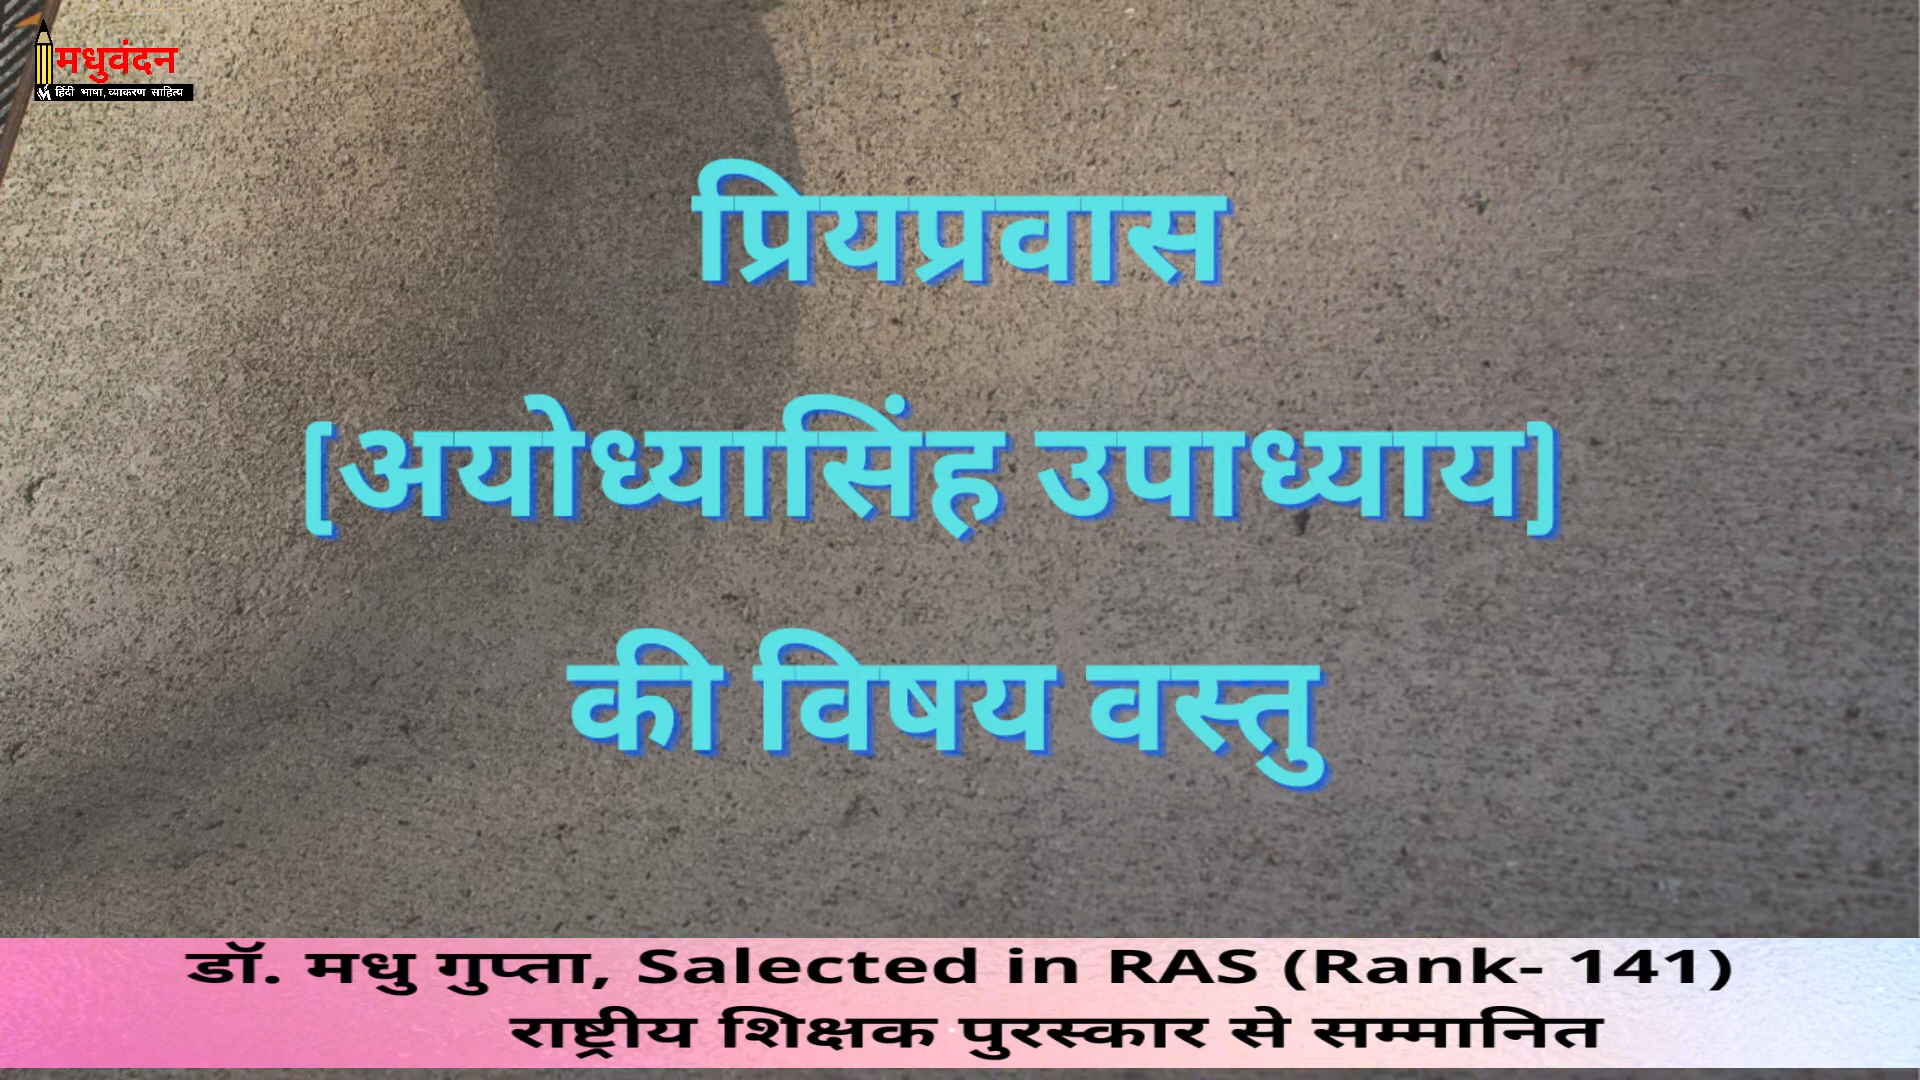 मधुवंदन
हिंदी भाषा, व्याकरण साहित्य
प्रियप्रवास
(अयोध्यासिंह उपाध्याय)
की विषय वस्तु
डॉ. मधु गुप्ता, Salected in RAS (Rank- 141)
राष्ट्रीय शिक्षक पुरस्कार से सम्मानित